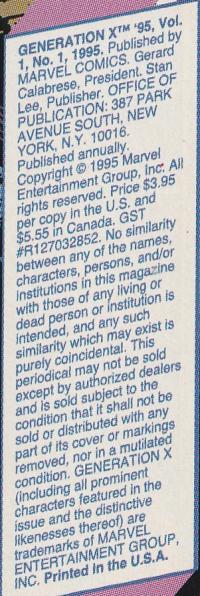 GENERATION X™ '95, Vol.
1, No. 1, 1995. Published by
MARVEL COMICS. Gerard
Calabrese, President. Stan
Lee, Publisher. OFFICE OF
PUBLICATION: 387 PARK
AVENUE SOUTH, NEW
YORK, N.Y. 10016.
Published annually.
Copyright © 1995 Marvel
Entertainment Group, Inc. All
rights reserved. Price $3.95
per copy in the U.S. and
$5.55 in Canada. GST
#R127032852. No similarity
between any of the names,
characters, persons, and/or
institutions in this magazine
with those of any living or
dead person or institution is
intended, and any such
similarity which may exist is
purely coincidental. This
periodical may not be sold
except by authorized dealers
and is sold subject to the
condition that it shall not be
sold or distributed with any
part of its cover or markings
removed, nor in a mutilated
condition. GENERATION X
(including all prominent
characters featured in the
issue and the distinctive
likenesses thereof) are
trademarks of MARVEL
ENTERTAINMENT GROUP,
INC. Printed in the U.S.A.